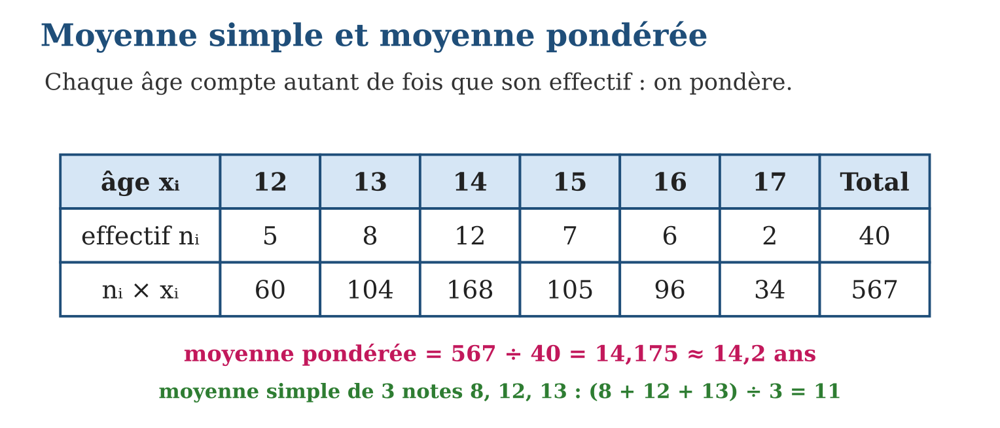 Moyenne simple et moyenne pondérée
Chaque âge compte autant de fois que son effectif : on pondère.
âge xᵢ 12 13 14 15 16 17 Total
effectif nᵢ 5 8 12 7 6 2 40
nᵢ × xᵢ 60 104 168 105 96 34 567
moyenne pondérée = 567 ÷ 40 = 14,175 ≈ 14,2 ans
moyenne simple de 3 notes 8, 12, 13 : (8 + 12 + 13) ÷ 3 = 11